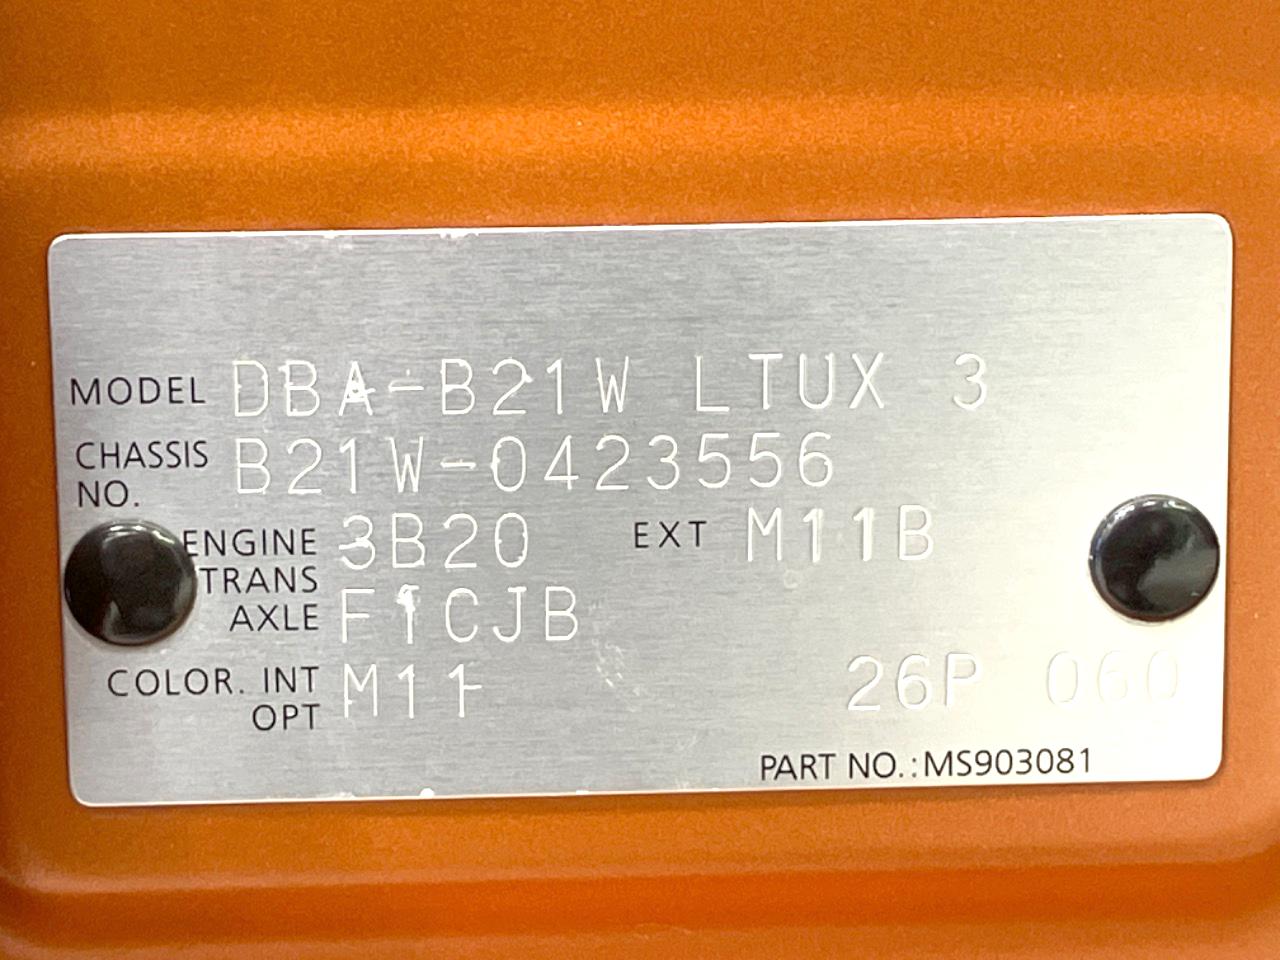 MODEL DBA-B21W LTUX 3
CHASSIS NO. B21W-0423556
ENGINE 3B20 EXT M11B
TRANS AXLE F1CJB
COLOR. INT OPT M11 26P 060
PART NO.:MS903081